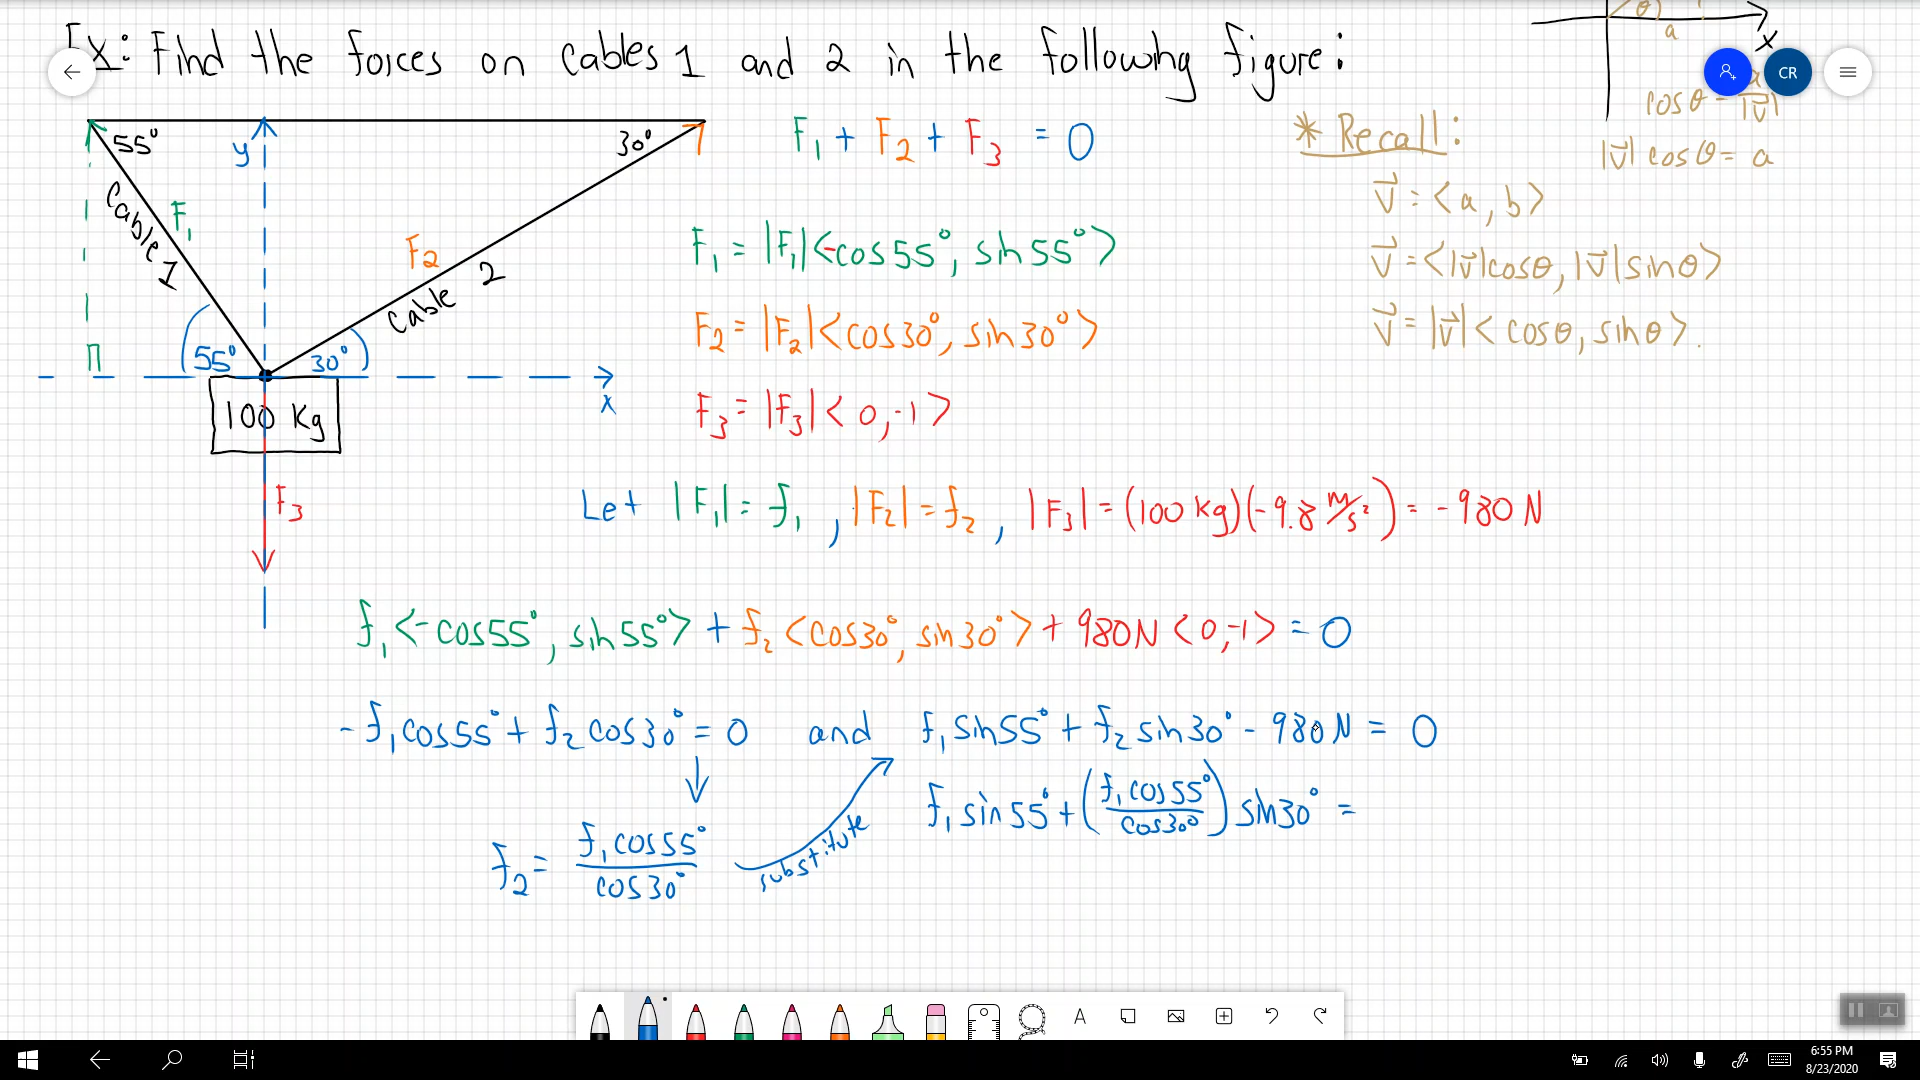 Ex: Find the forces on cables 1 and 2 in the following figure:
55°
y
30°
Cable 1
F₁
F₂
Cable 2
55°
30°
x
100 Kg
F₃
F₁ + F₂ + F₃ = 0
F₁ = |F₁|<-cos55°, sin55°>
F₂ = |F₂|<cos30°, sin30°>
F₃ = |F₃|<0, -1>
* Recall:
v⃗ = <a, b>
v⃗ = <|v⃗|cosθ, |v⃗|sinθ>
v⃗ = |v⃗|<cosθ, sinθ>.
θ
a
x
CR
cosθ = a/|v⃗|
|v⃗| cosθ = a
Let |F₁| = f₁, |F₂| = f₂, |F₃| = (100 Kg)(-9.8 m/s²) = -980 N
f₁<-cos55°, sin55°> + f₂<cos30°, sin30°> + 980N<0, -1> = 0
-f₁cos55° + f₂cos30° = 0 and f₁sin55° + f₂sin30° - 980N = 0
f₂ = f₁cos55°/cos30°
substitute
f₁sin55° + (f₁cos55°/cos30°) sin30° =
A
6:55 PM
8/23/2020